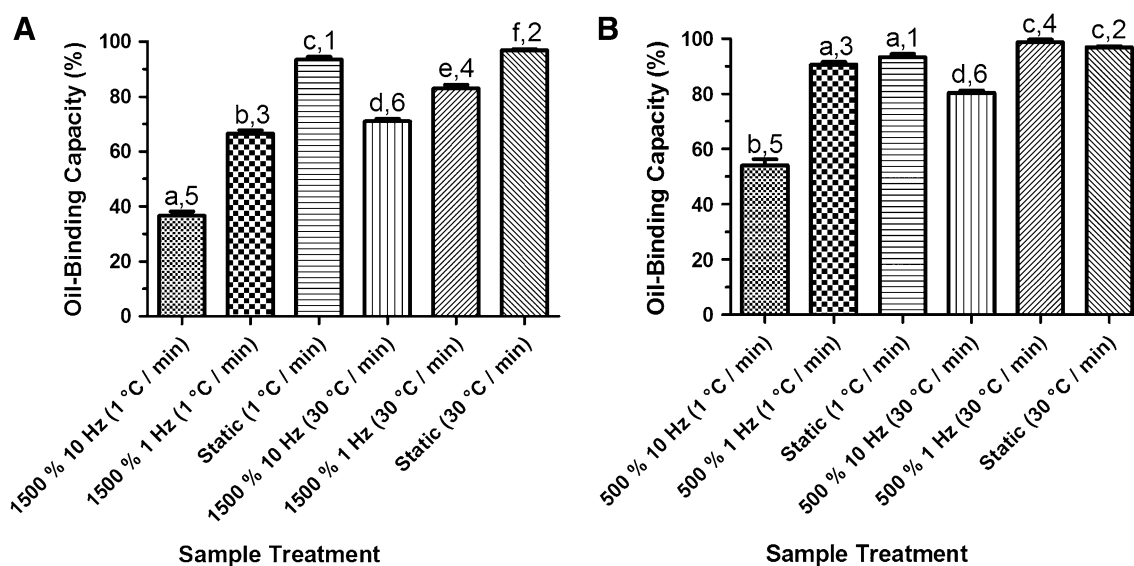 A
Oil-Binding Capacity (%)
100
80
60
40
20
0
a,5
b,3
c,1
d,6
e,4
f,2
1500 % 10 Hz (1 °C / min)
1500 % 1 Hz (1 °C / min)
Static (1 °C / min)
1500 % 10 Hz (30 °C / min)
1500 % 1 Hz (30 °C / min)
Static (30 °C / min)
Sample Treatment
B
Oil-Binding Capacity (%)
100
80
60
40
20
0
b,5
a,3
a,1
d,6
c,4
c,2
500 % 10 Hz (1 °C / min)
500 % 1 Hz (1 °C / min)
Static (1 °C / min)
500 % 10 Hz (30 °C / min)
500 % 1 Hz (30 °C / min)
Static (30 °C / min)
Sample Treatment